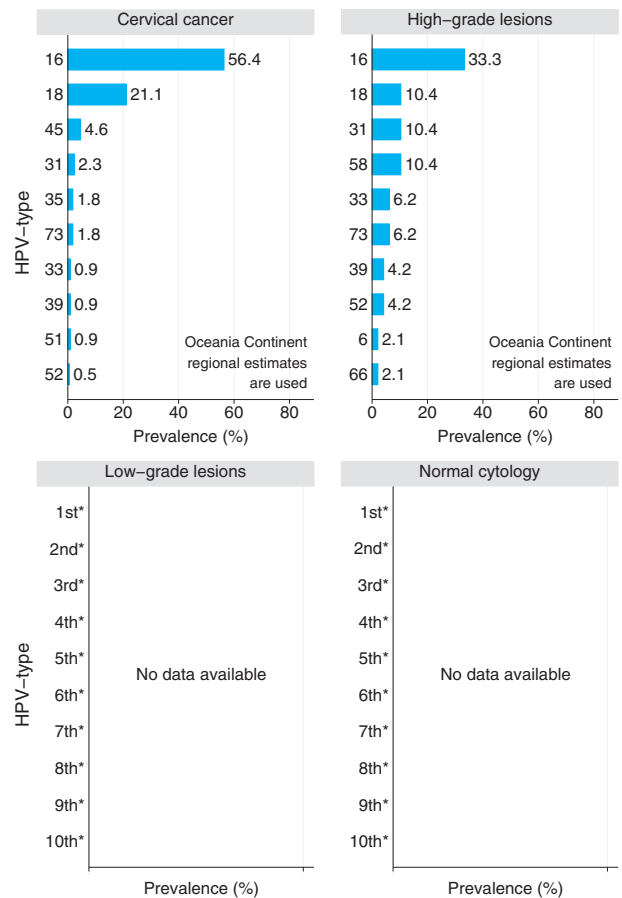 Cervical cancer
HPV−type
16 56.4
18 21.1
45 4.6
31 2.3
35 1.8
73 1.8
33 0.9
39 0.9
51 0.9
52 0.5
Oceania Continent
regional estimates
are used
0 20 40 60 80
Prevalence (%)
High−grade lesions
16 33.3
18 10.4
31 10.4
58 10.4
33 6.2
73 6.2
39 4.2
52 4.2
6 2.1
66 2.1
Oceania Continent
regional estimates
are used
0 20 40 60 80
Prevalence (%)
Low−grade lesions
HPV−type
1st*
2nd*
3rd*
4th*
5th*
6th*
7th*
8th*
9th*
10th*
No data available
Prevalence (%)
Normal cytology
1st*
2nd*
3rd*
4th*
5th*
6th*
7th*
8th*
9th*
10th*
No data available
Prevalence (%)